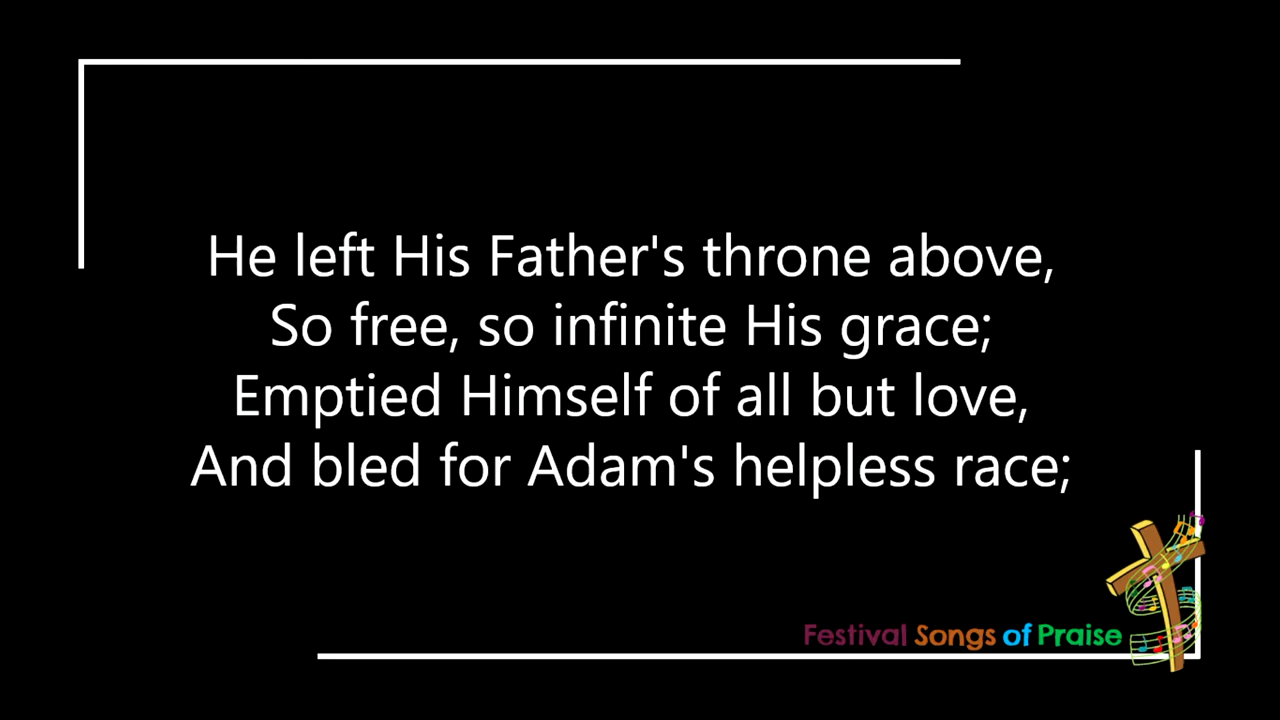 He left His Father's throne above,
So free, so infinite His grace;
Emptied Himself of all but love,
And bled for Adam's helpless race;
Festival Songs of Praise